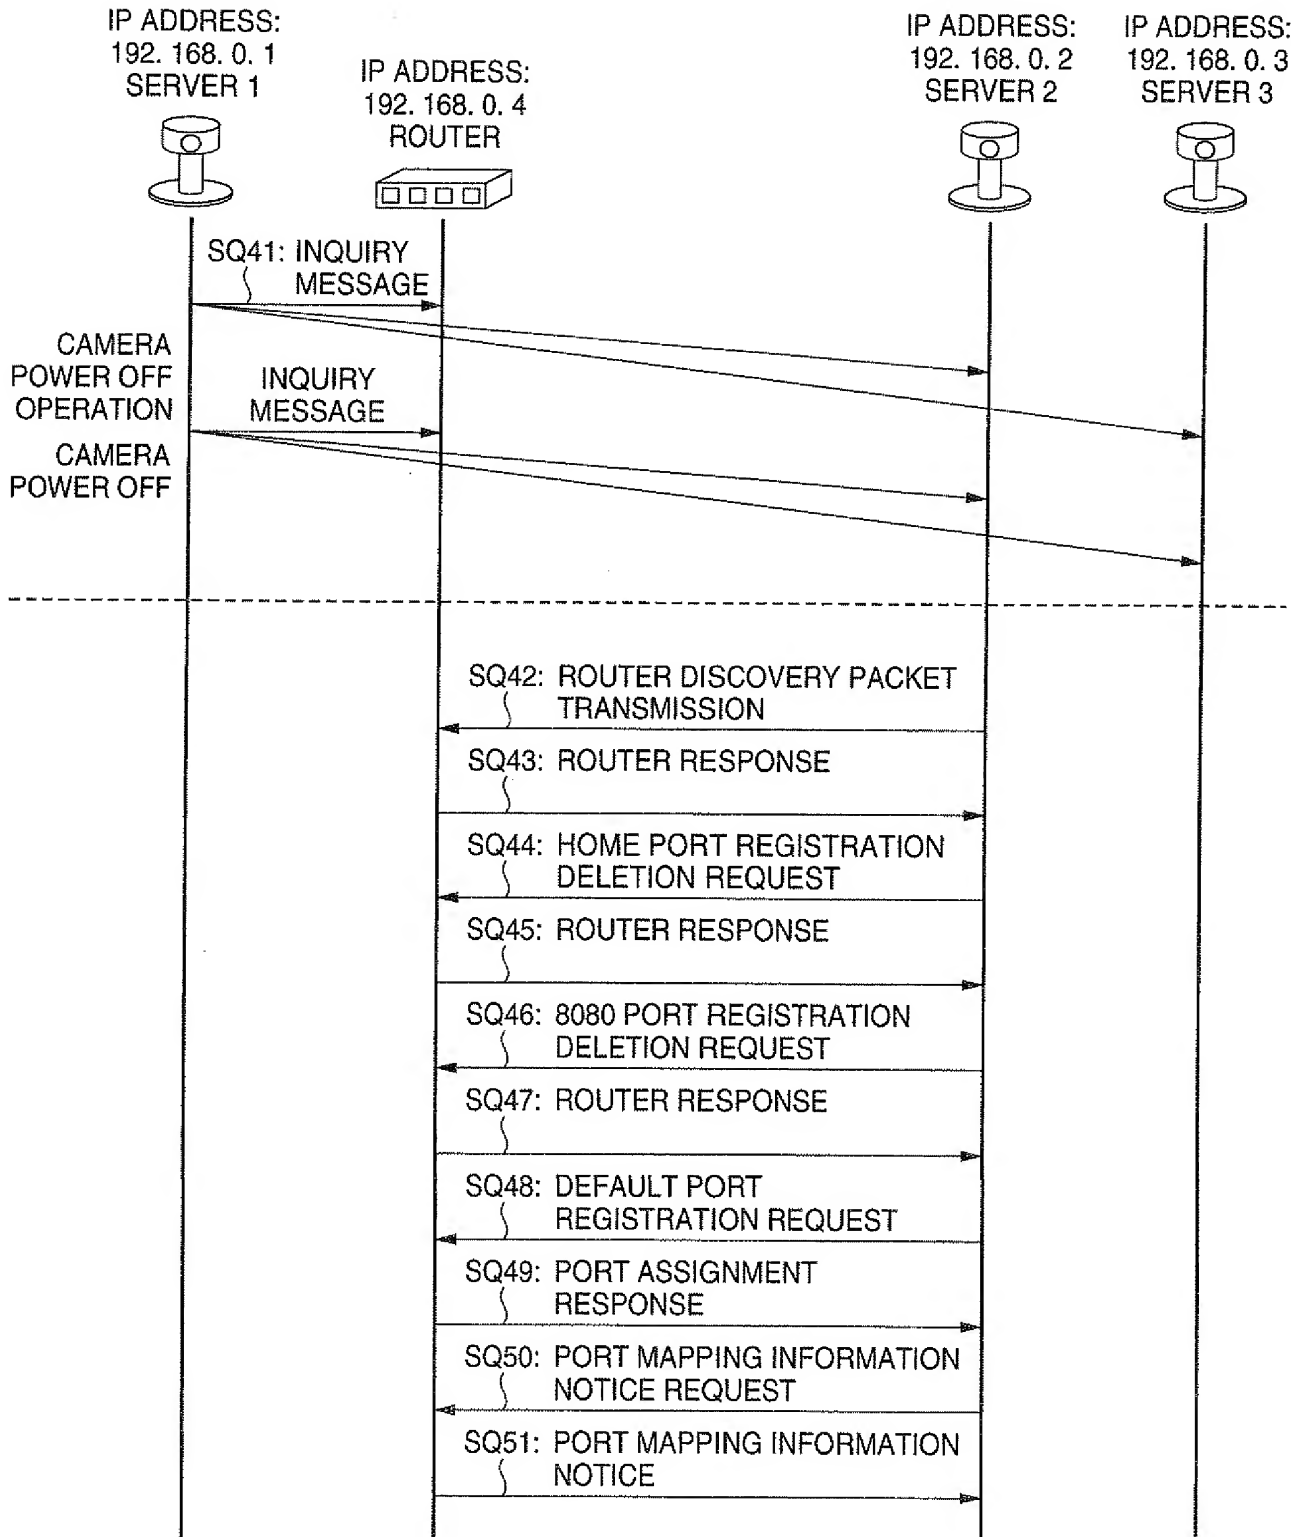 IP ADDRESS:
192. 168. 0. 1
SERVER 1
IP ADDRESS:
192. 168. 0. 4
ROUTER
IP ADDRESS:
192. 168. 0. 2
SERVER 2
IP ADDRESS:
192. 168. 0. 3
SERVER 3
SQ41: INQUIRY
MESSAGE
CAMERA
POWER OFF
OPERATION
INQUIRY
MESSAGE
CAMERA
POWER OFF
SQ42: ROUTER DISCOVERY PACKET
TRANSMISSION
SQ43: ROUTER RESPONSE
SQ44: HOME PORT REGISTRATION
DELETION REQUEST
SQ45: ROUTER RESPONSE
SQ46: 8080 PORT REGISTRATION
DELETION REQUEST
SQ47: ROUTER RESPONSE
SQ48: DEFAULT PORT
REGISTRATION REQUEST
SQ49: PORT ASSIGNMENT
RESPONSE
SQ50: PORT MAPPING INFORMATION
NOTICE REQUEST
SQ51: PORT MAPPING INFORMATION
NOTICE